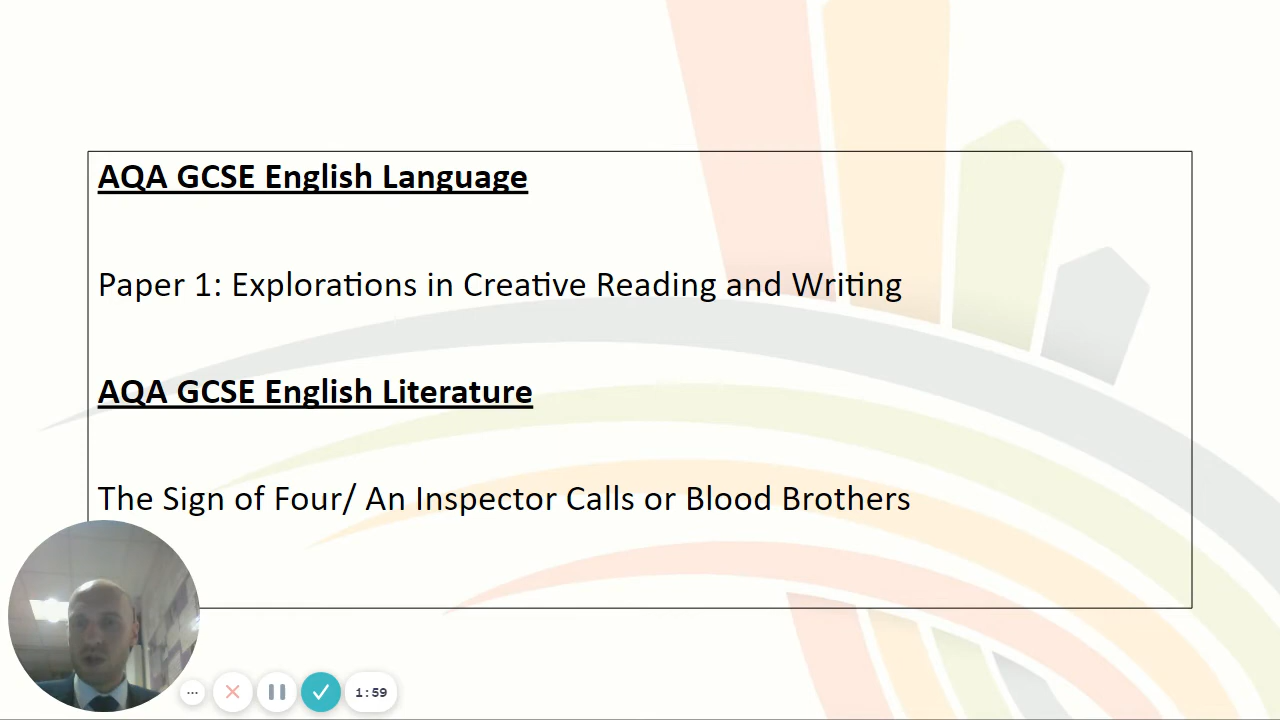 AQA GCSE English Language
Paper 1: Explorations in Creative Reading and Writing
AQA GCSE English Literature
The Sign of Four/ An Inspector Calls or Blood Brothers
1:59